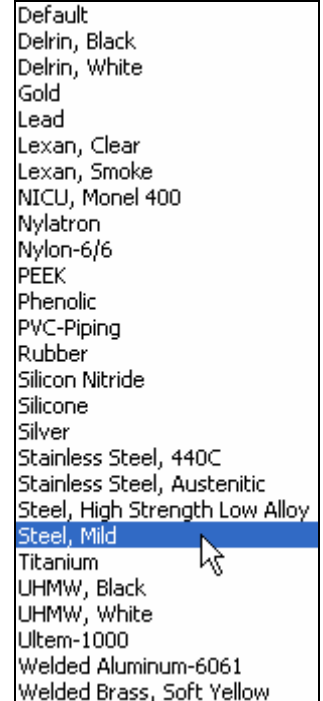 Default
Delrin, Black
Delrin, White
Gold
Lead
Lexan, Clear
Lexan, Smoke
NICU, Monel 400
Nylatron
Nylon-6/6
PEEK
Phenolic
PVC-Piping
Rubber
Silicon Nitride
Silicone
Silver
Stainless Steel, 440C
Stainless Steel, Austenitic
Steel, High Strength Low Alloy
Steel, Mild
Titanium
UHMW, Black
UHMW, White
Ultem-1000
Welded Aluminum-6061
Welded Brass, Soft Yellow